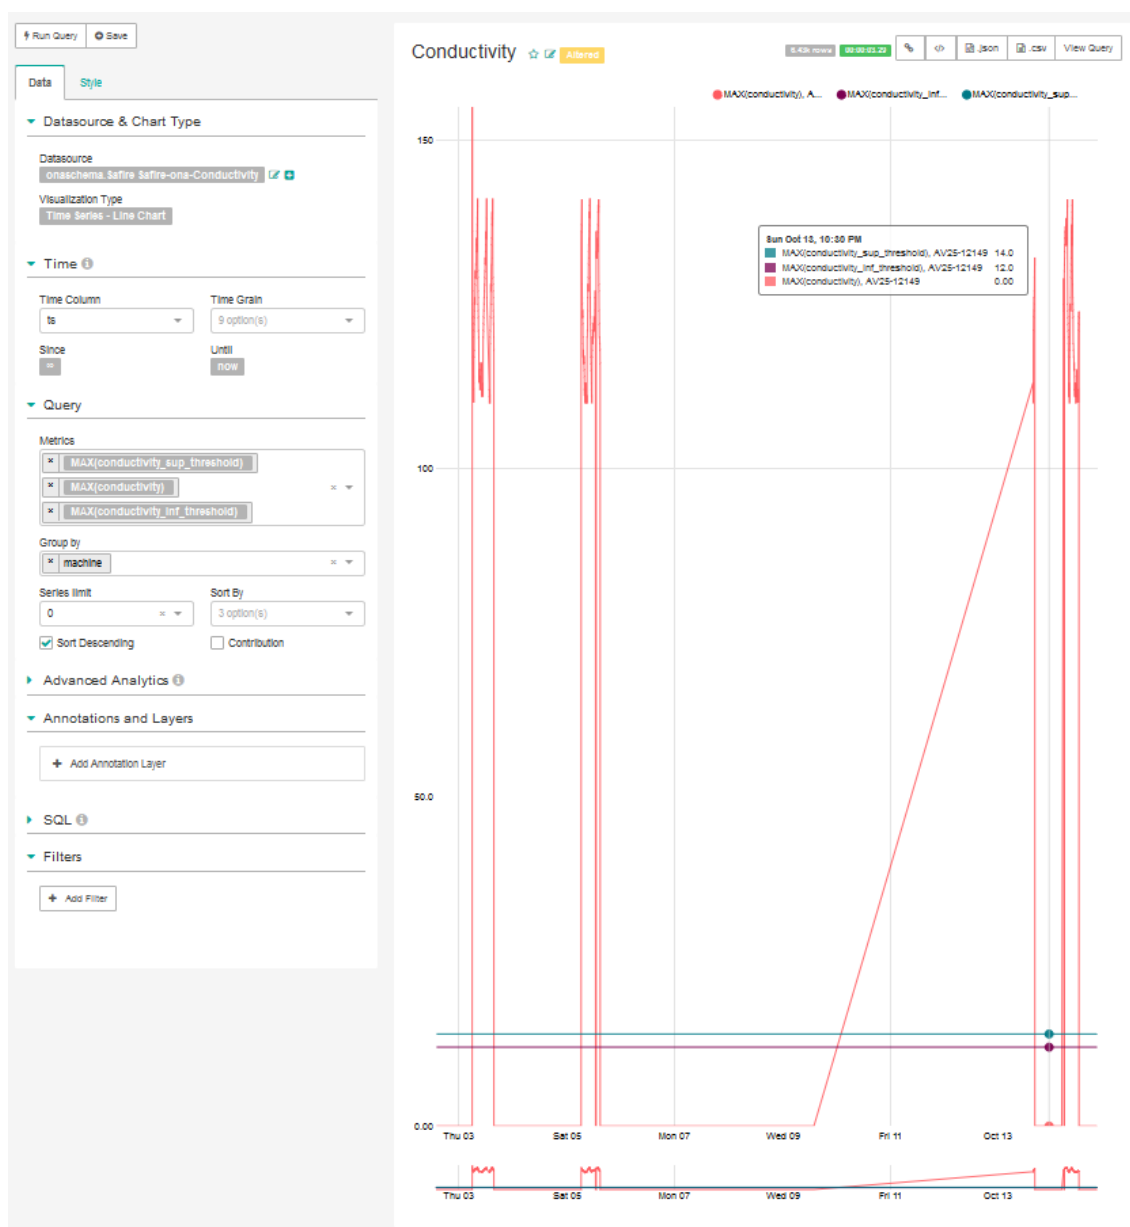 Run Query Save
Data Style
Datasource & Chart Type
Datasource
onaschema.Safire Safire-ona-Conductivity
Visualization Type
Time Series - Line Chart
Time
Time Column Time Grain
ts 9 option(s)
Since Until
∞ now
Query
Metrics
× MAX(conductivity_sup_threshold)
× MAX(conductivity)
× MAX(conductivity_inf_threshold)
Group by
× machine
Series limit Sort By
0 3 option(s)
Sort Descending Contribution
Advanced Analytics
Annotations and Layers
+ Add Annotation Layer
SQL
Filters
+ Add Filter
Conductivity Altered
rows </> .json .csv View Query
MAX(conductivity), A... MAX(conductivity_inf... MAX(conductivity_sup...
150
Sun Oct 13, 10:30 PM
MAX(conductivity_sup_threshold), AV25-12149 14.0
MAX(conductivity_inf_threshold), AV25-12149 12.0
MAX(conductivity), AV25-12149 0.00
100
50.0
0.00
Thu 03 Sat 05 Mon 07 Wed 09 Fri 11 Oct 13
Thu 03 Sat 05 Mon 07 Wed 09 Fri 11 Oct 13